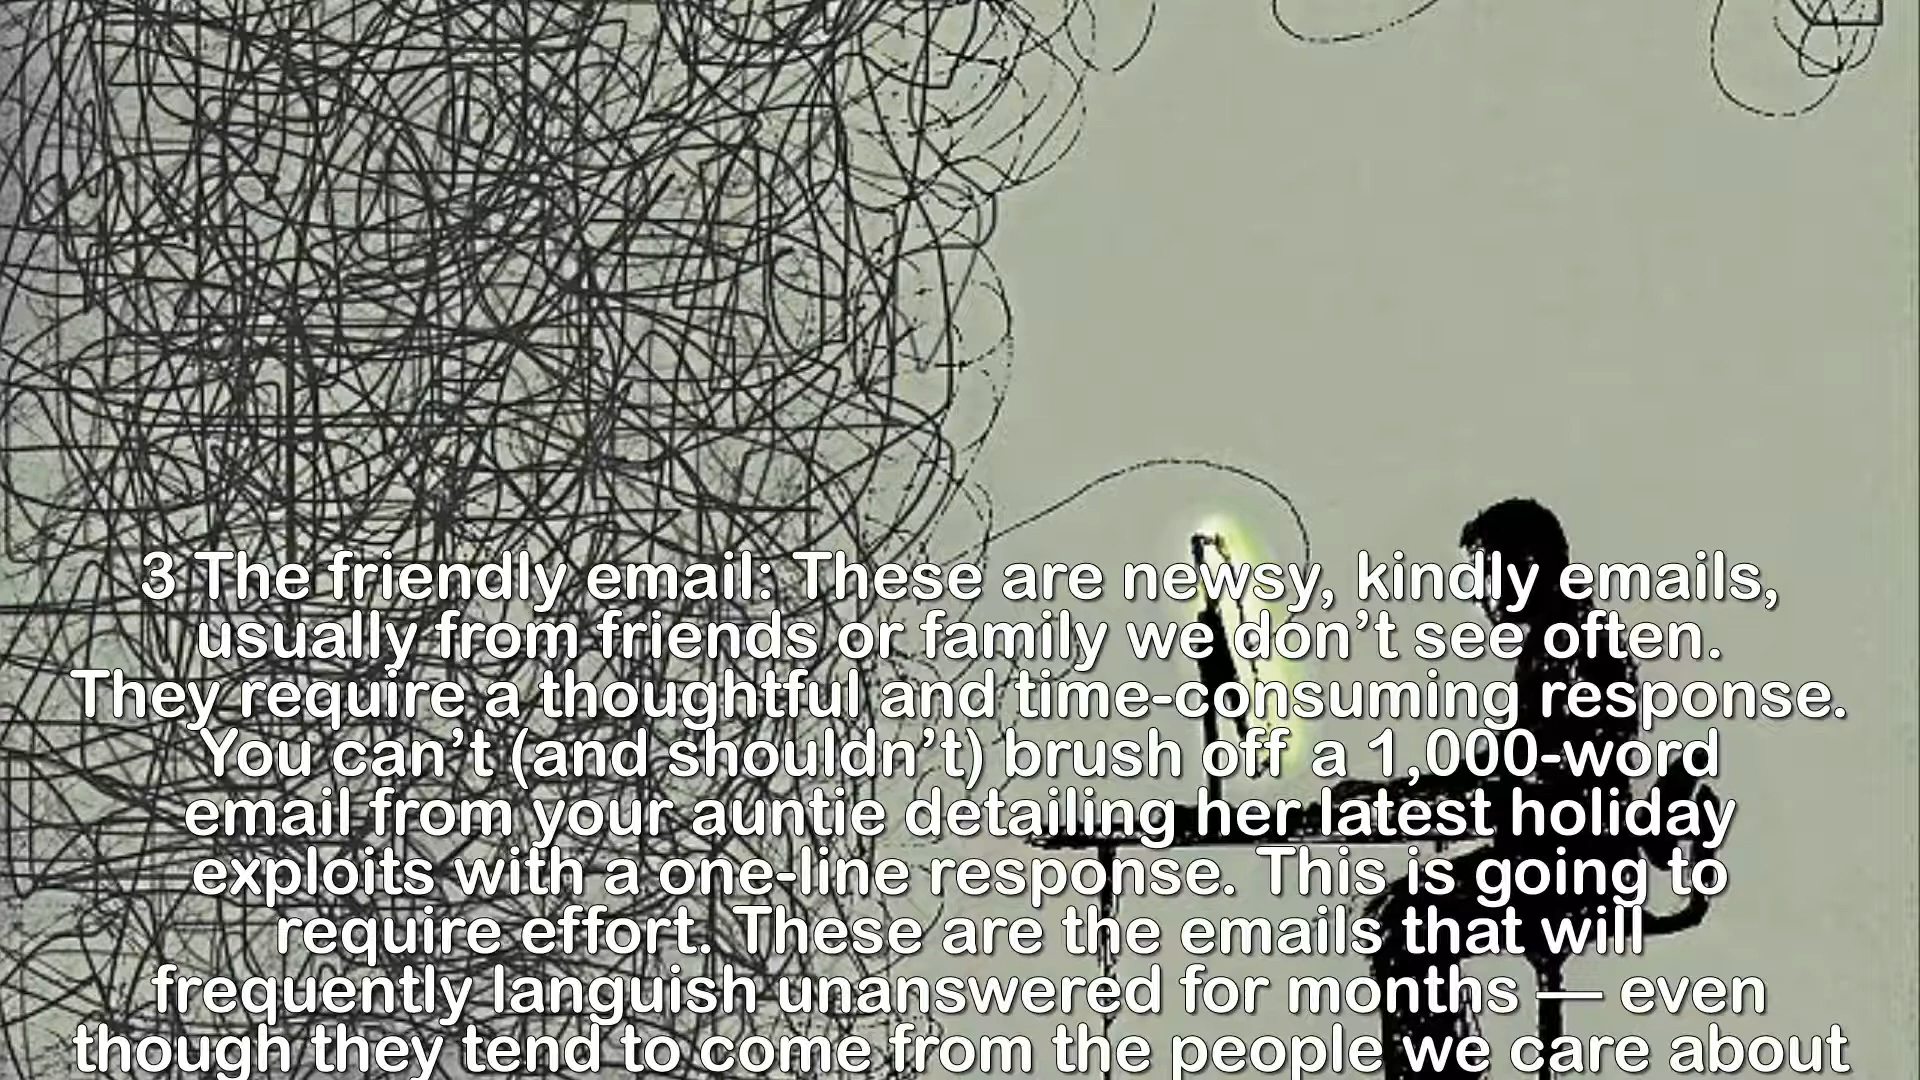 3 The friendly email: These are newsy, kindly emails,
usually from friends or family we don’t see often.
They require a thoughtful and time-consuming response.
You can’t (and shouldn’t) brush off a 1,000-word
email from your auntie detailing her latest holiday
exploits with a one-line response. This is going to
require effort. These are the emails that will
frequently languish unanswered for months — even
though they tend to come from the people we care about